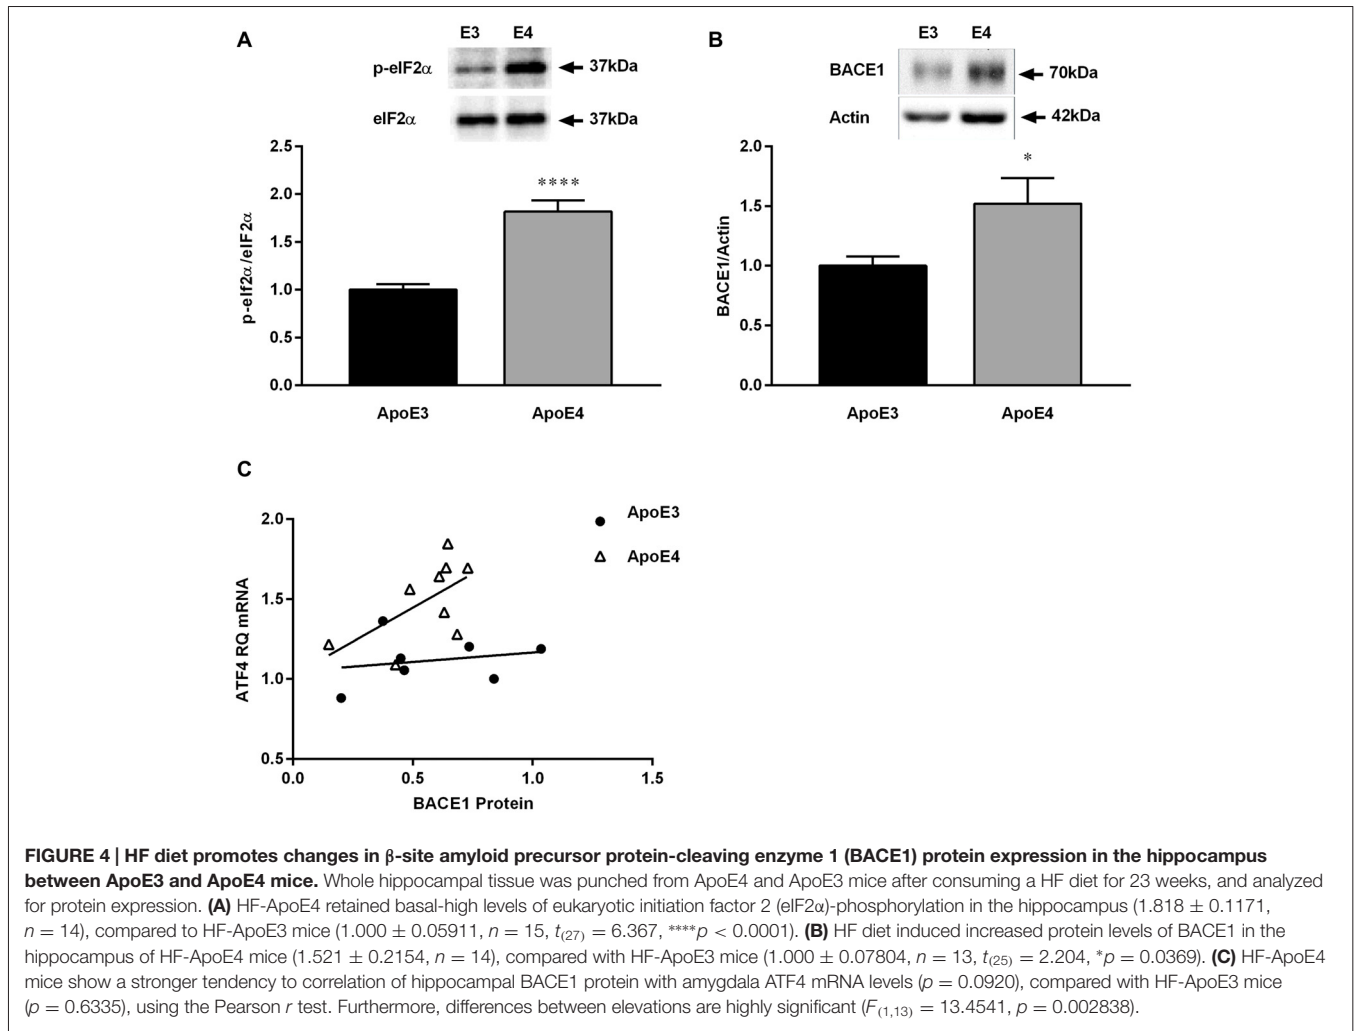 A
E3 E4
p-eIF2α 37kDa
eIF2α 37kDa
2.5
2.0
1.5
1.0
0.5
0.0
p-eIf2α/eIF2α
****
ApoE3 ApoE4
B
E3 E4
BACE1 70kDa
Actin 42kDa
2.0
1.5
1.0
0.5
0.0
BACE1/Actin
*
ApoE3 ApoE4
C
ApoE3
ApoE4
2.0
1.5
1.0
0.5
ATF4 RQ mRNA
0.0 0.5 1.0 1.5
BACE1 Protein
FIGURE 4 | HF diet promotes changes in β-site amyloid precursor protein-cleaving enzyme 1 (BACE1) protein expression in the hippocampus
between ApoE3 and ApoE4 mice. Whole hippocampal tissue was punched from ApoE4 and ApoE3 mice after consuming a HF diet for 23 weeks, and analyzed
for protein expression. (A) HF-ApoE4 retained basal-high levels of eukaryotic initiation factor 2 (eIF2α)-phosphorylation in the hippocampus (1.818 ± 0.1171,
n = 14), compared to HF-ApoE3 mice (1.000 ± 0.05911, n = 15, t(27) = 6.367, ****p < 0.0001). (B) HF diet induced increased protein levels of BACE1 in the
hippocampus of HF-ApoE4 mice (1.521 ± 0.2154, n = 14), compared with HF-ApoE3 mice (1.000 ± 0.07804, n = 13, t(25) = 2.204, *p = 0.0369). (C) HF-ApoE4
mice show a stronger tendency to correlation of hippocampal BACE1 protein with amygdala ATF4 mRNA levels (p = 0.0920), compared with HF-ApoE3 mice
(p = 0.6335), using the Pearson r test. Furthermore, differences between elevations are highly significant (F(1,13) = 13.4541, p = 0.002838).